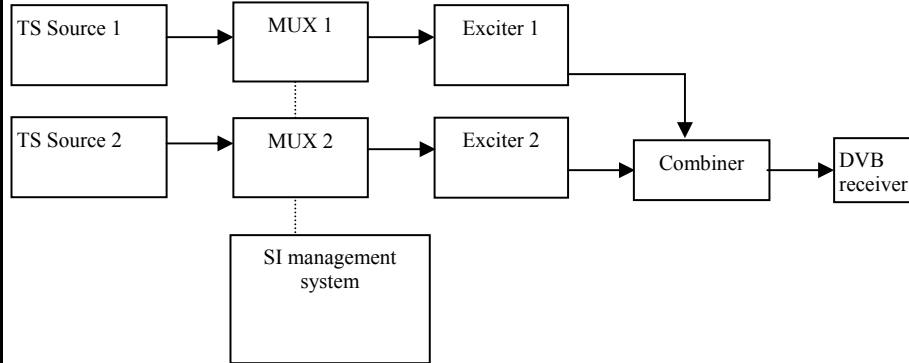 TS Source 1
MUX 1
Exciter 1
TS Source 2
MUX 2
Exciter 2
Combiner
DVB
receiver
SI management
system